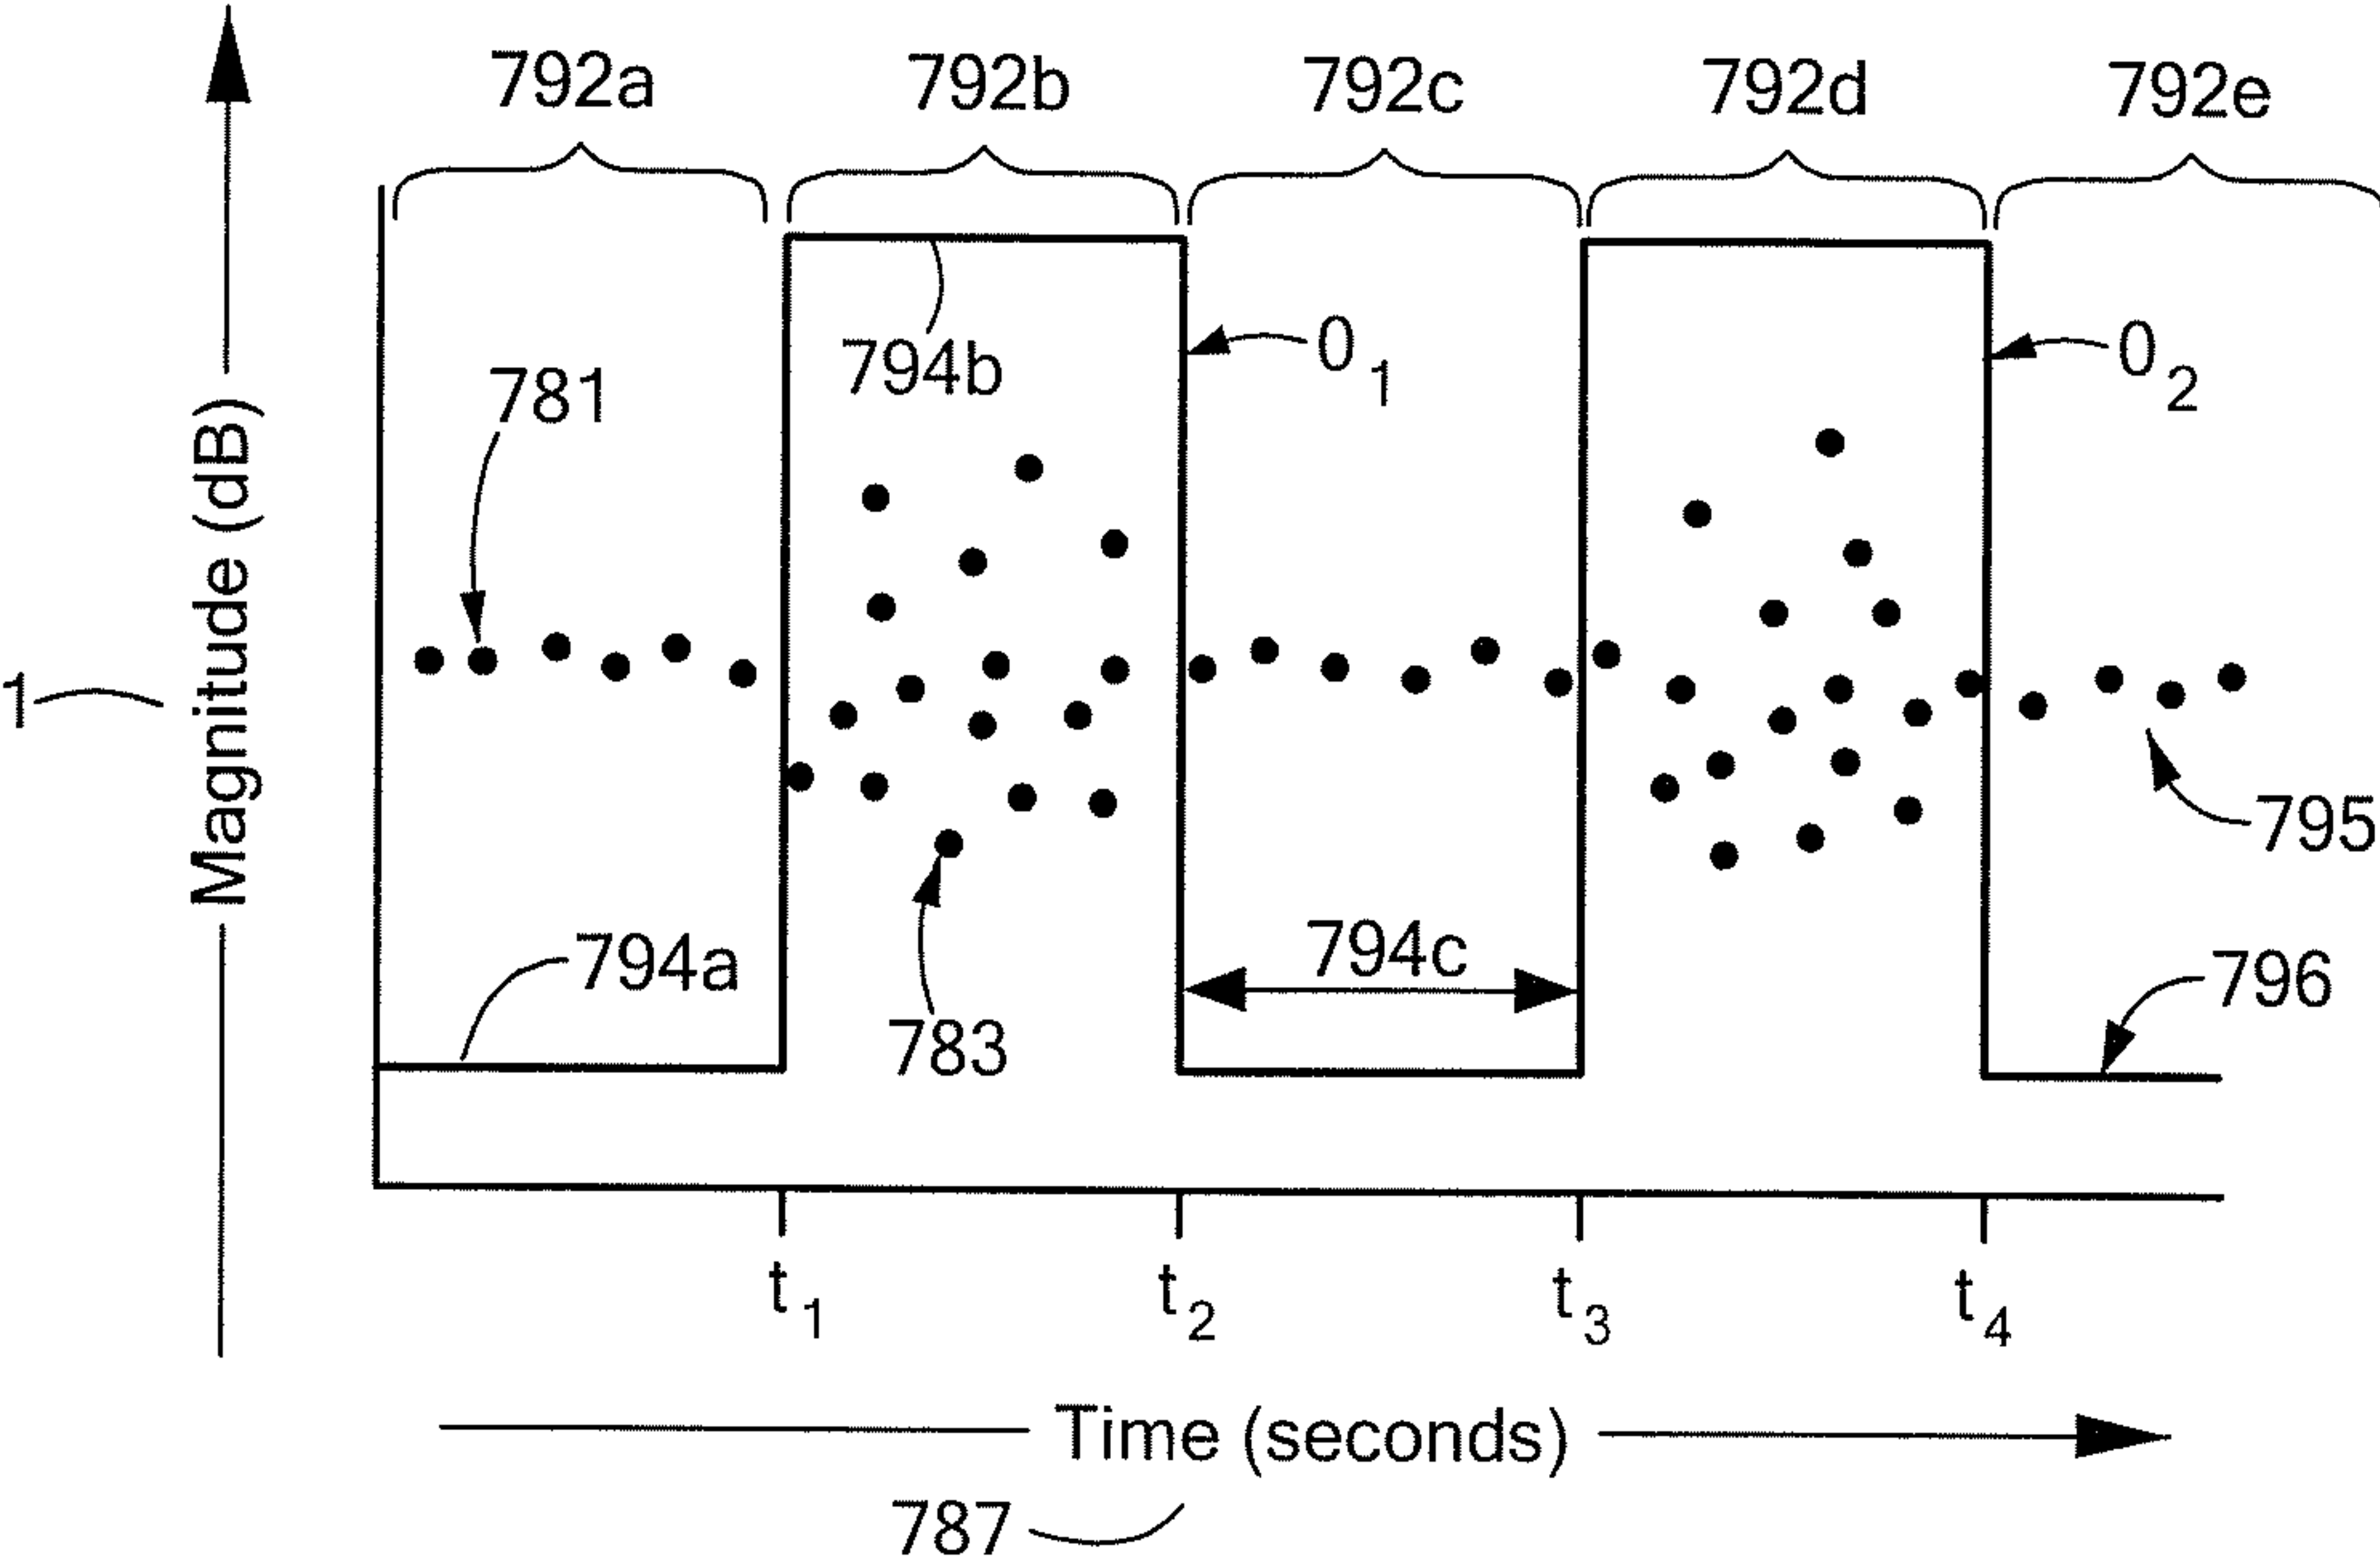 792a 792b 792c 792d 792e
794b
0 1
0 2
781
Magnitude (dB)
1
795
794a
794c
796
783
t 1 t 2 t 3 t 4
Time (seconds)
787